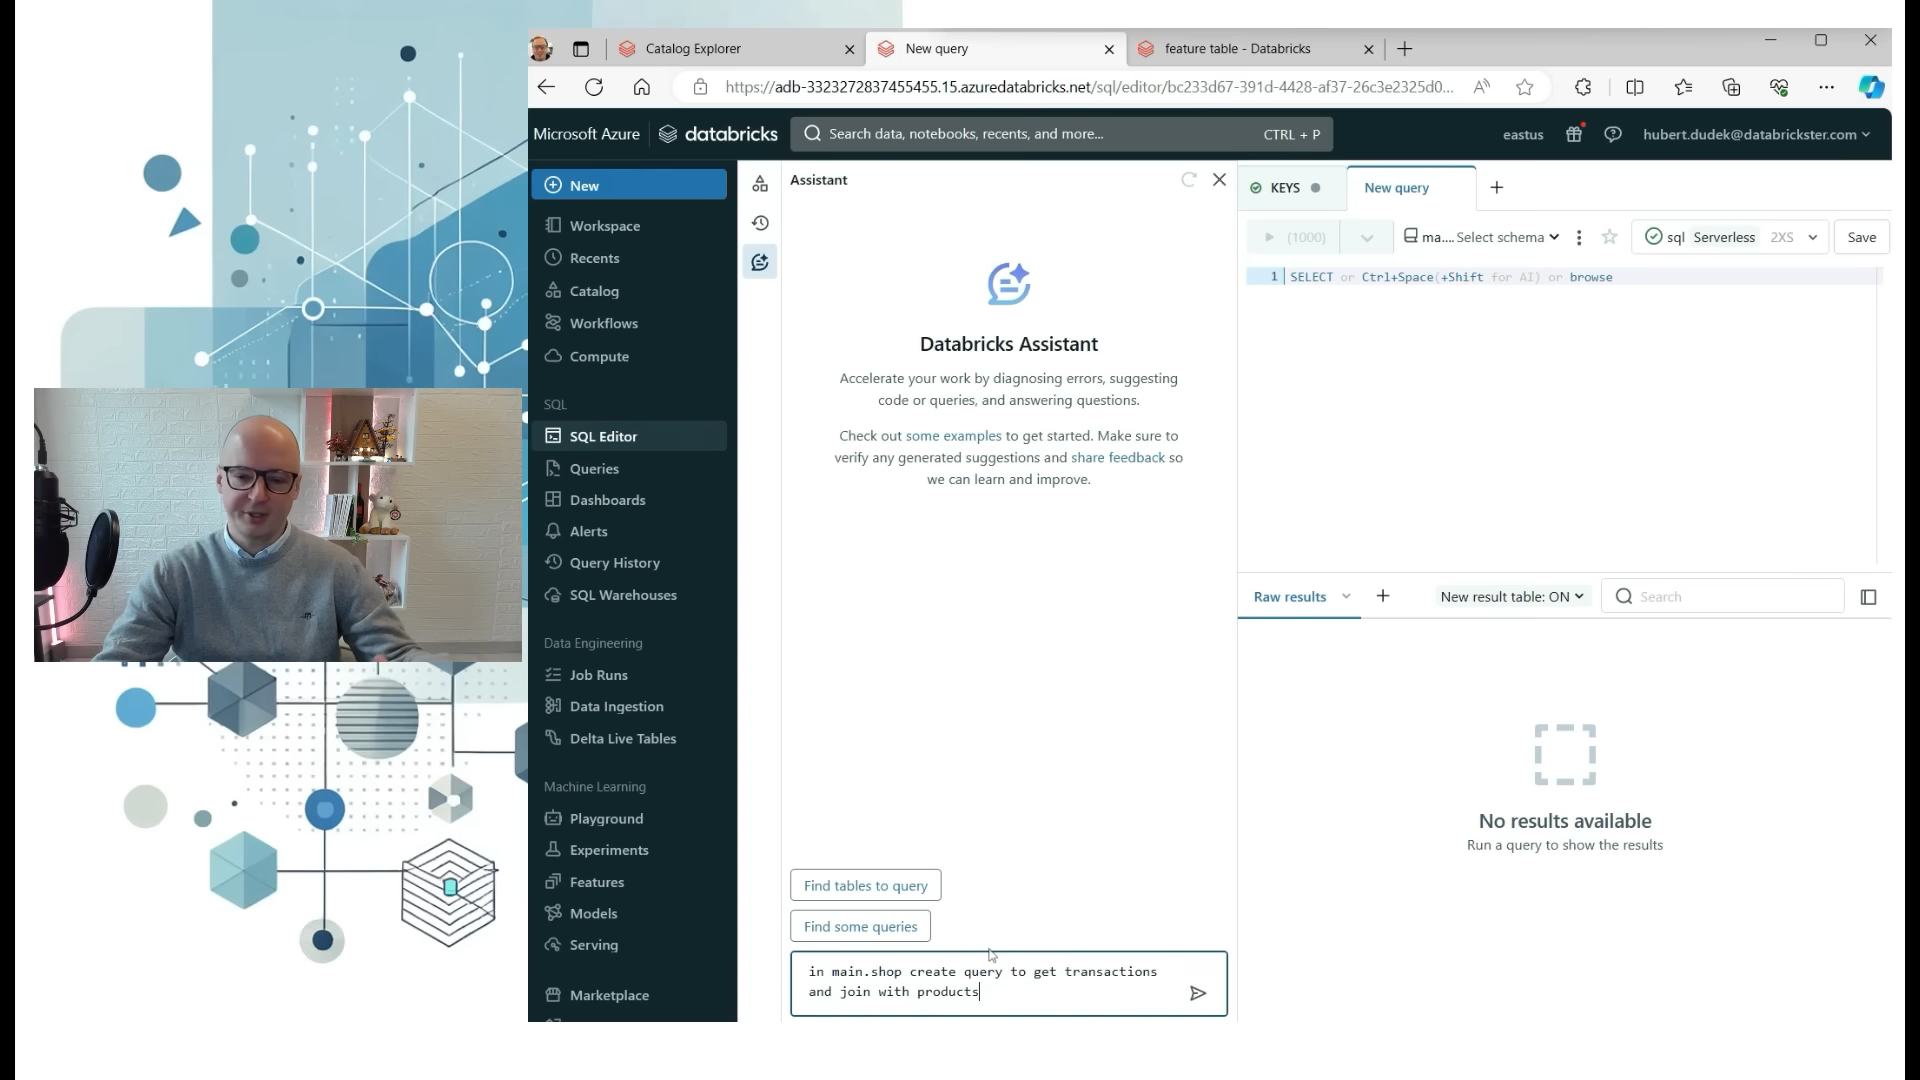 Catalog Explorer
New query
feature table - Databricks
https://adb-3323272837455455.15.azuredatabricks.net/sql/editor/bc233d67-391d-4428-af37-26c3e2325d0...
Microsoft Azure
databricks
Search data, notebooks, recents, and more...
CTRL + P
eastus
hubert.dudek@databrickster.com
New
Workspace
Recents
Catalog
Workflows
Compute
SQL
SQL Editor
Queries
Dashboards
Alerts
Query History
SQL Warehouses
Data Engineering
Job Runs
Data Ingestion
Delta Live Tables
Machine Learning
Playground
Experiments
Features
Models
Serving
Marketplace
Assistant
Databricks Assistant
Accelerate your work by diagnosing errors, suggesting
code or queries, and answering questions.
Check out some examples to get started. Make sure to
verify any generated suggestions and share feedback so
we can learn and improve.
Find tables to query
Find some queries
in main.shop create query to get transactions
and join with products
KEYS
New query
(1000)
ma.... Select schema
sql Serverless 2XS
Save
1 SELECT or Ctrl+Space(+Shift for AI) or browse
Raw results
New result table: ON
Search
No results available
Run a query to show the results